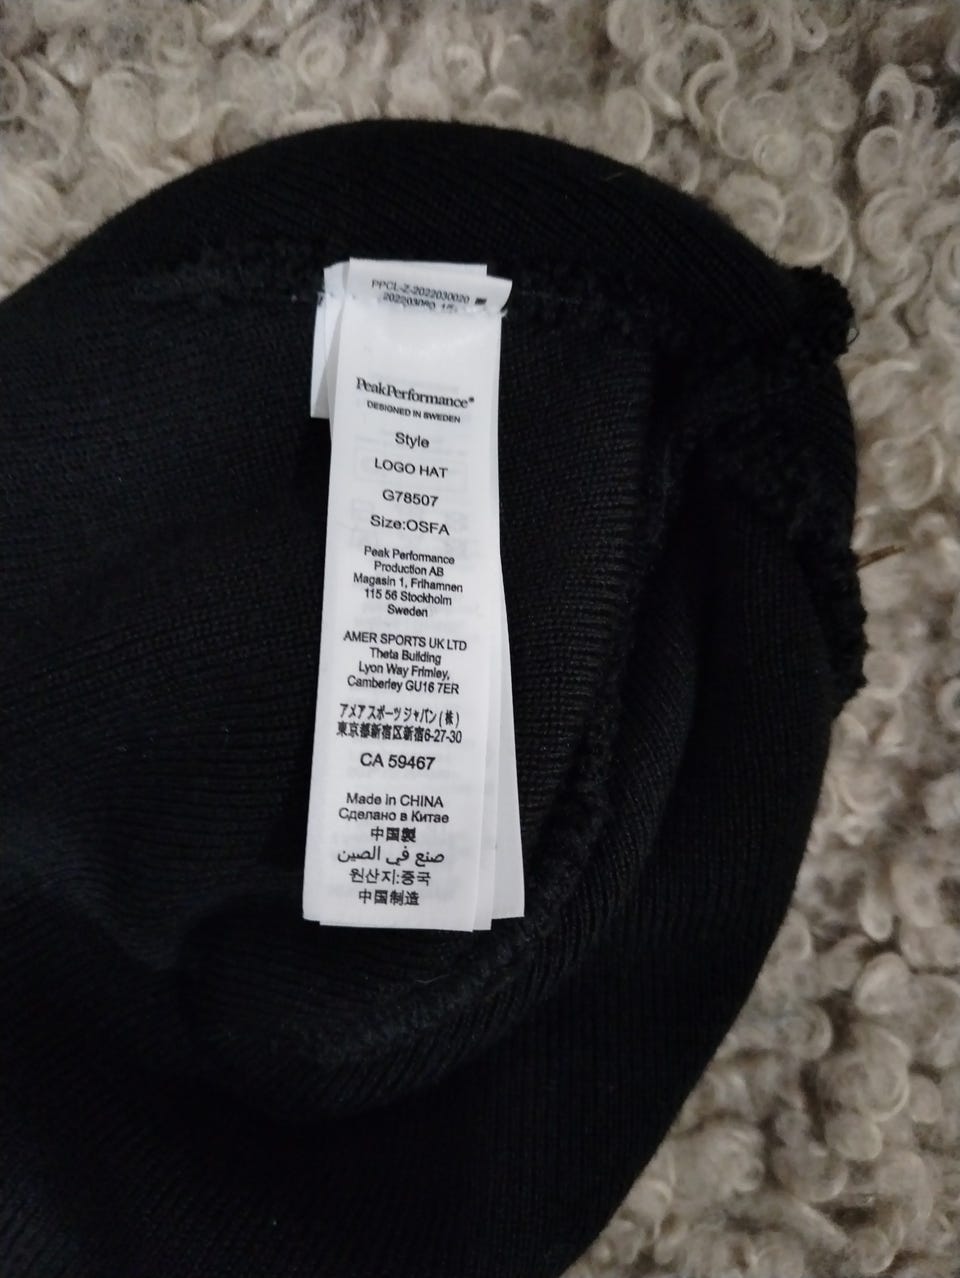 PPCL-Z-2022030020
PeakPerformance®
DESIGNED IN SWEDEN
Style
LOGO HAT
G78507
Size:OSFA
Peak Performance
Production AB
Magasin 1, Frihamnen
115 56 Stockholm
Sweden
AMER SPORTS UK LTD
Theta Building
Lyon Way Frimley,
Camberley GU16 7ER
アメアスポーツジャパン(株)
東京都新宿区新宿6-27-30
CA 59467
Made in CHINA
Сделано в Китае
中国製
صنع في الصين
원산지:중국
中国制造